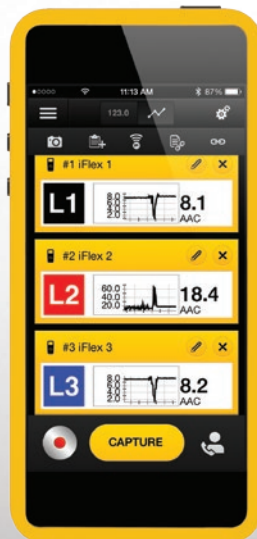 11:13 AM 87%
123.0
#1 iFlex 1
L1
8.0
6.0
4.0
2.0
8.1
AAC
#2 iFlex 2
L2
60.0
40.0
20.0
18.4
AAC
#3 iFlex 3
L3
8.0
6.0
4.0
2.0
8.2
AAC
CAPTURE